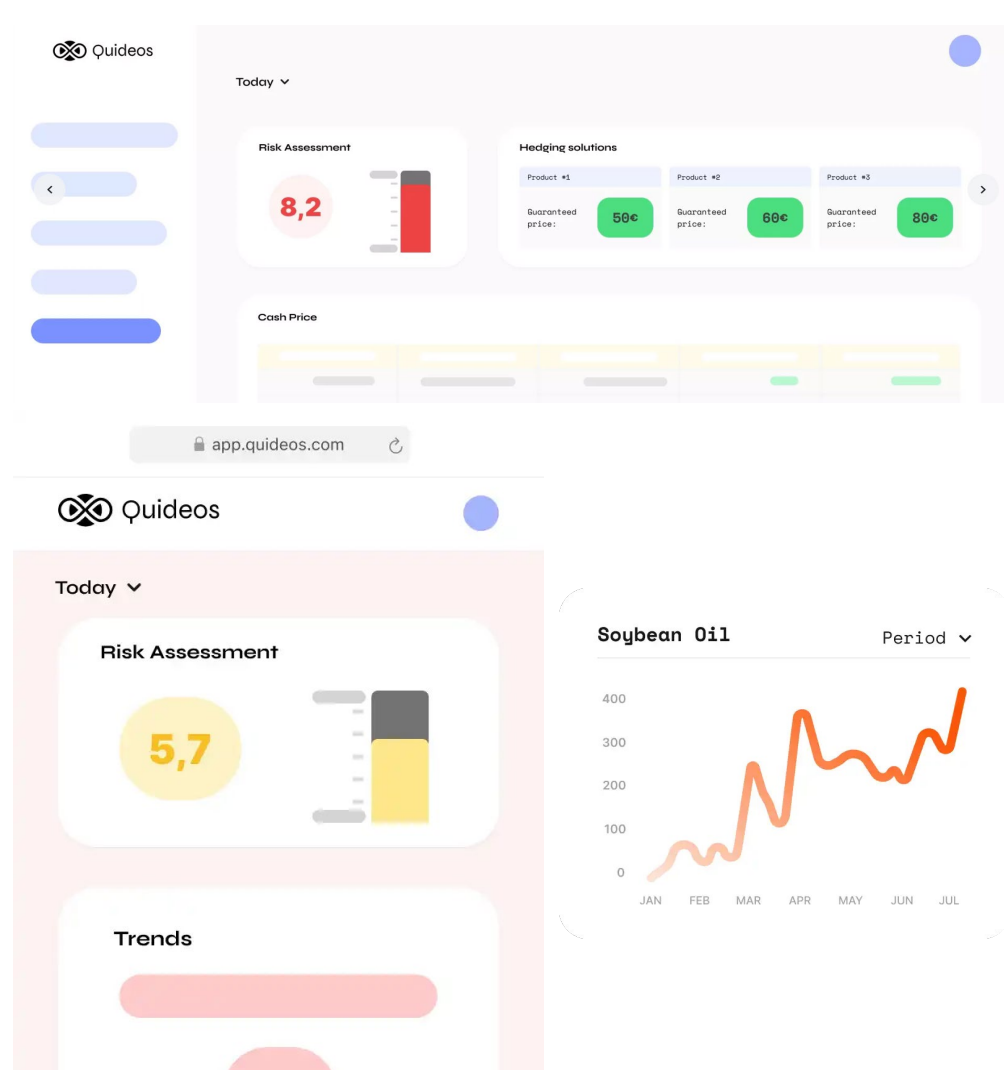 Quideos
Today
Risk Assessment
8,2
Hedging solutions
Product #1
Guaranteed
price:
50€
Product #2
Guaranteed
price:
60€
Product #3
Guaranteed
price:
80€
Cash Price
app.quideos.com
Quideos
Today
Risk Assessment
5,7
Trends
Soybean Oil
Period
400
300
200
100
0
JAN FEB MAR APR MAY JUN JUL